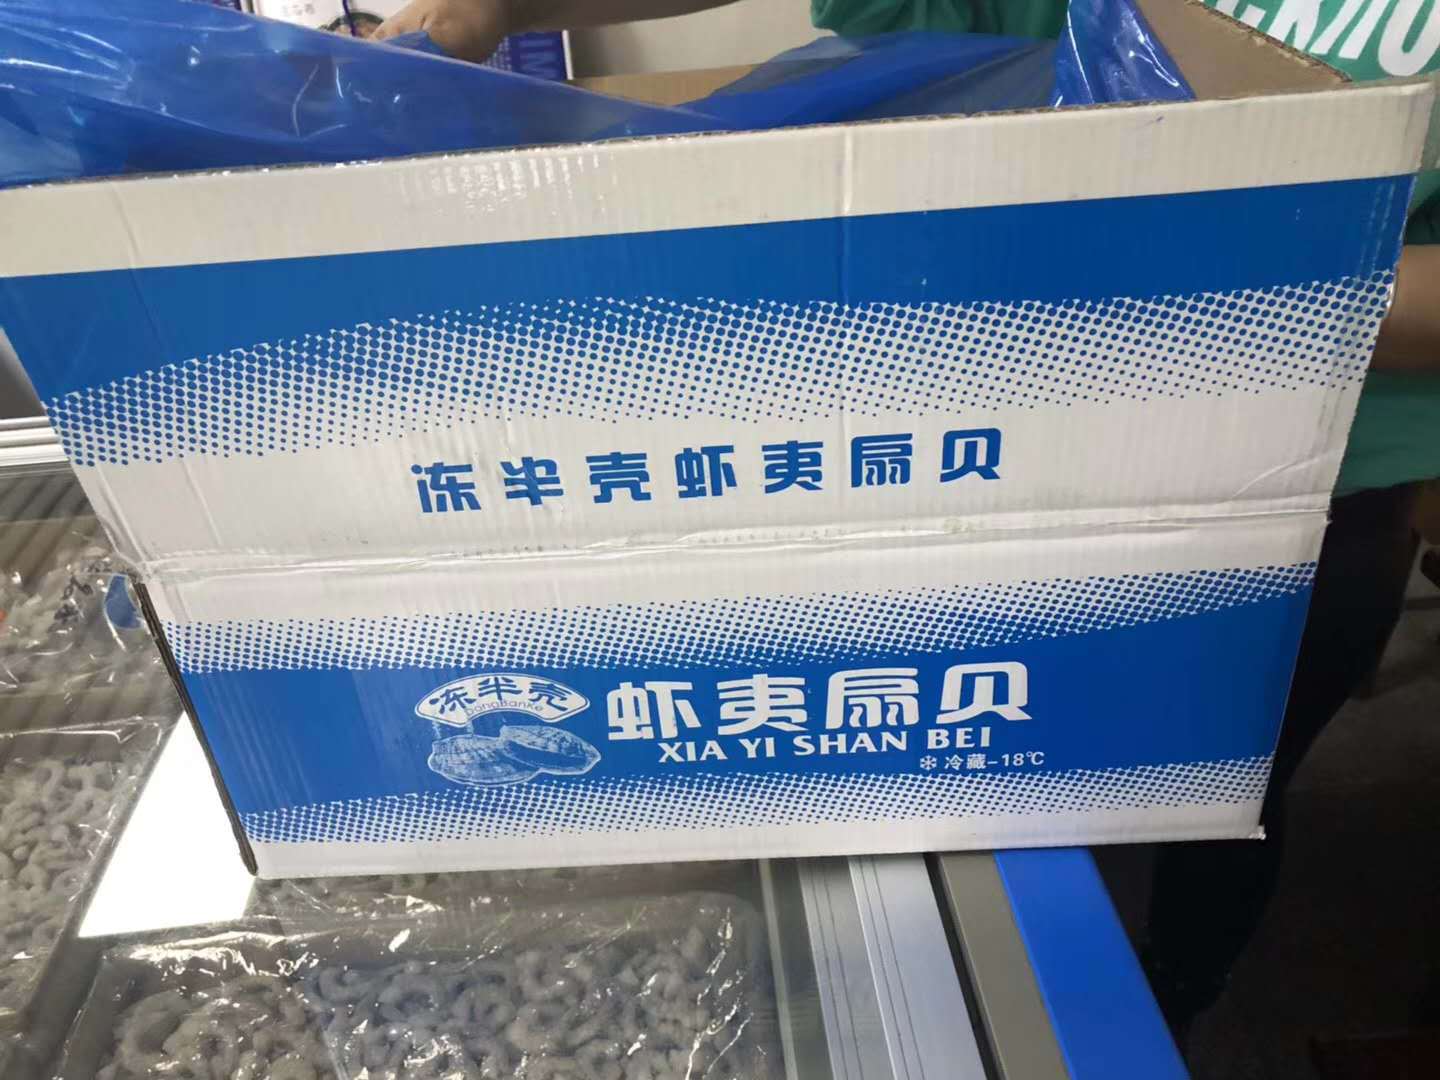 冻半壳虾夷扇贝
冻半壳
DongBanKe
虾夷扇贝
XIA YI SHAN BEI
❄冷藏-18℃